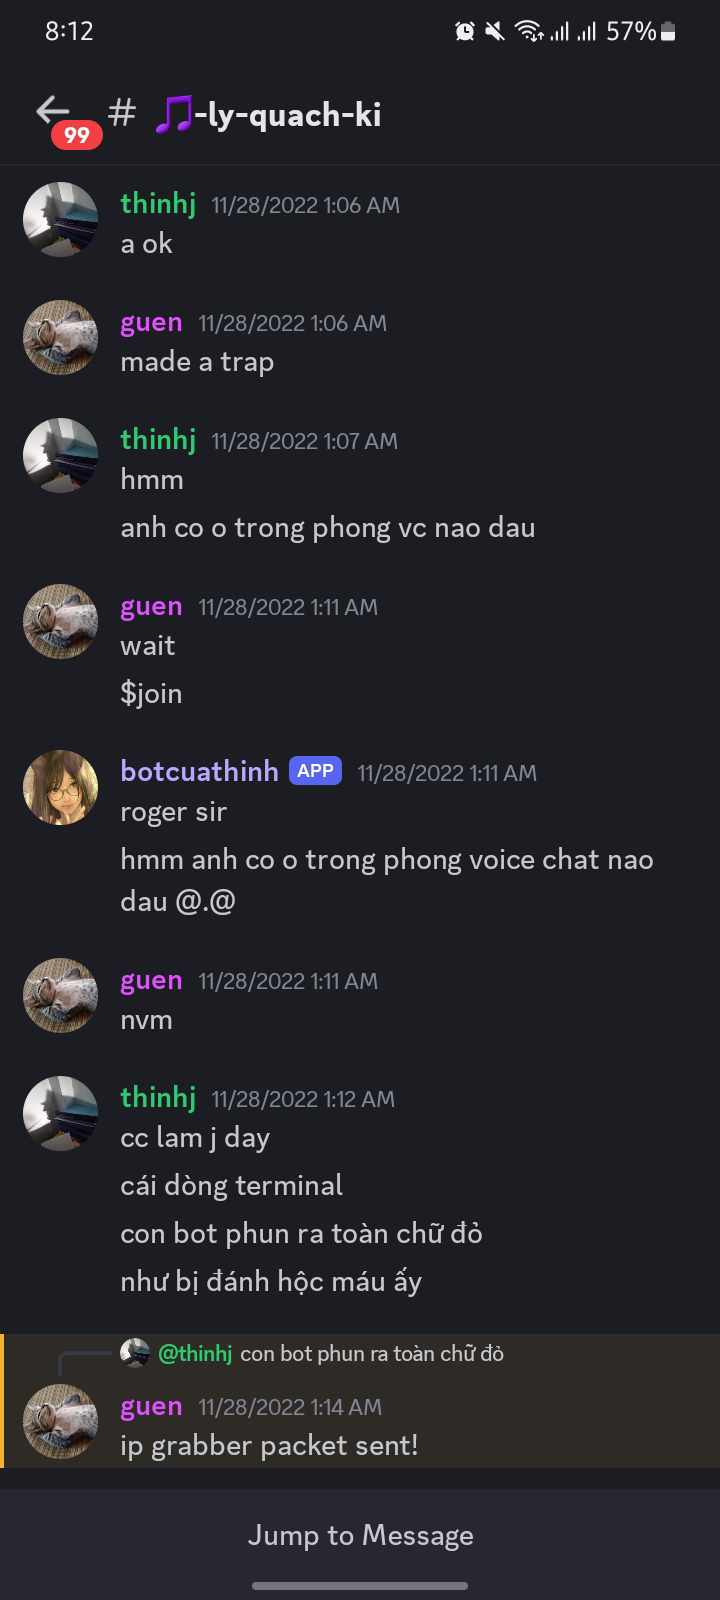 8:12
57%
99
# 🎵-ly-quach-ki
thinhj 11/28/2022 1:06 AM
a ok
guen 11/28/2022 1:06 AM
made a trap
thinhj 11/28/2022 1:07 AM
hmm
anh co o trong phong vc nao dau
guen 11/28/2022 1:11 AM
wait
$join
botcuathinh APP 11/28/2022 1:11 AM
roger sir
hmm anh co o trong phong voice chat nao
dau @.@
guen 11/28/2022 1:11 AM
nvm
thinhj 11/28/2022 1:12 AM
cc lam j day
cái dòng terminal
con bot phun ra toàn chữ đỏ
như bị đánh hộc máu ấy
@thinhj con bot phun ra toàn chữ đỏ
guen 11/28/2022 1:14 AM
ip grabber packet sent!
Jump to Message